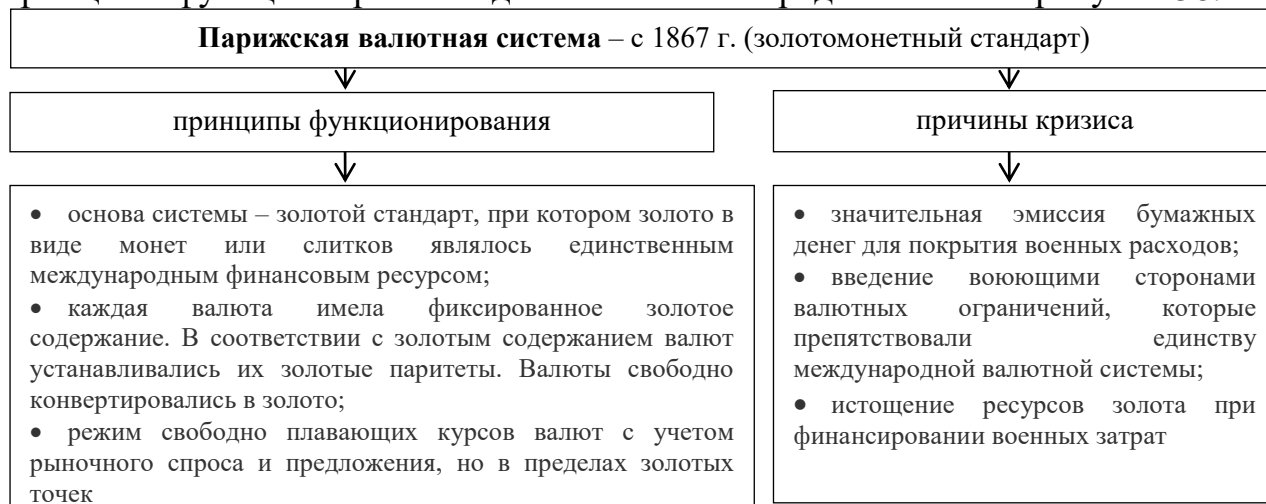 Парижская валютная система – с 1867 г. (золотомонетный стандарт)
принципы функционирования
причины кризиса
• основа системы – золотой стандарт, при котором золото в
виде монет или слитков являлось единственным
международным финансовым ресурсом;
• каждая валюта имела фиксированное золотое
содержание. В соответствии с золотым содержанием валют
устанавливались их золотые паритеты. Валюты свободно
конвертировались в золото;
• режим свободно плавающих курсов валют с учетом
рыночного спроса и предложения, но в пределах золотых
точек
• значительная эмиссия бумажных
денег для покрытия военных расходов;
• введение воюющими сторонами
валютных ограничений, которые
препятствовали единству
международной валютной системы;
• истощение ресурсов золота при
финансировании военных затрат